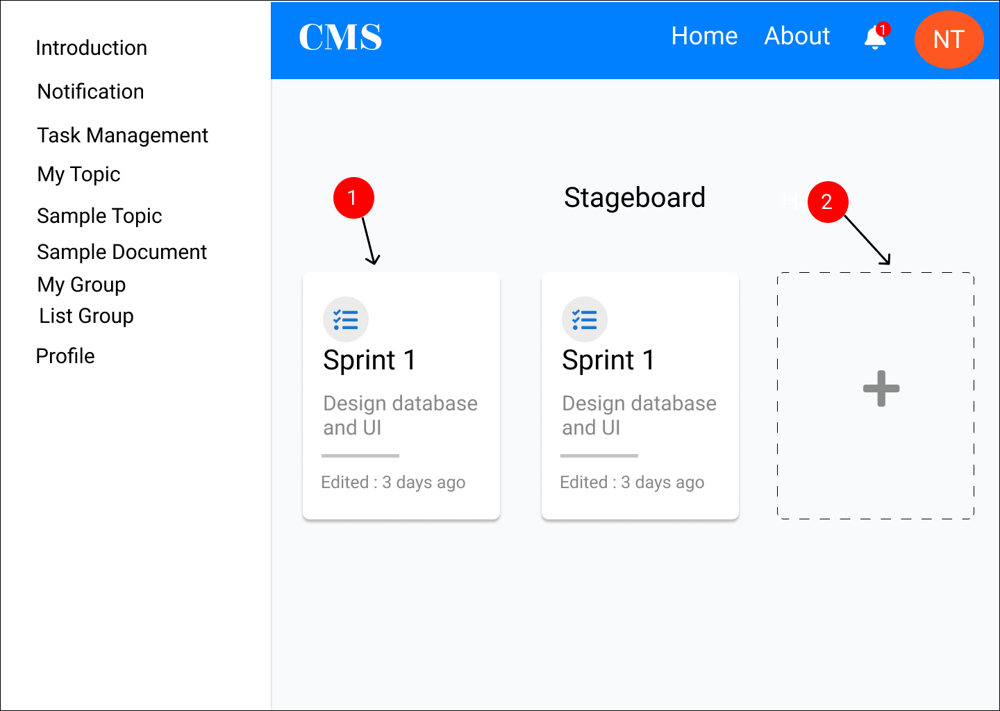 Introduction
Notification
Task Management
My Topic
Sample Topic
Sample Document
My Group
List Group
Profile
CMS
Home
About
1
NT
1
Stageboard
2
Sprint 1
Design database
and UI
Edited : 3 days ago
Sprint 1
Design database
and UI
Edited : 3 days ago